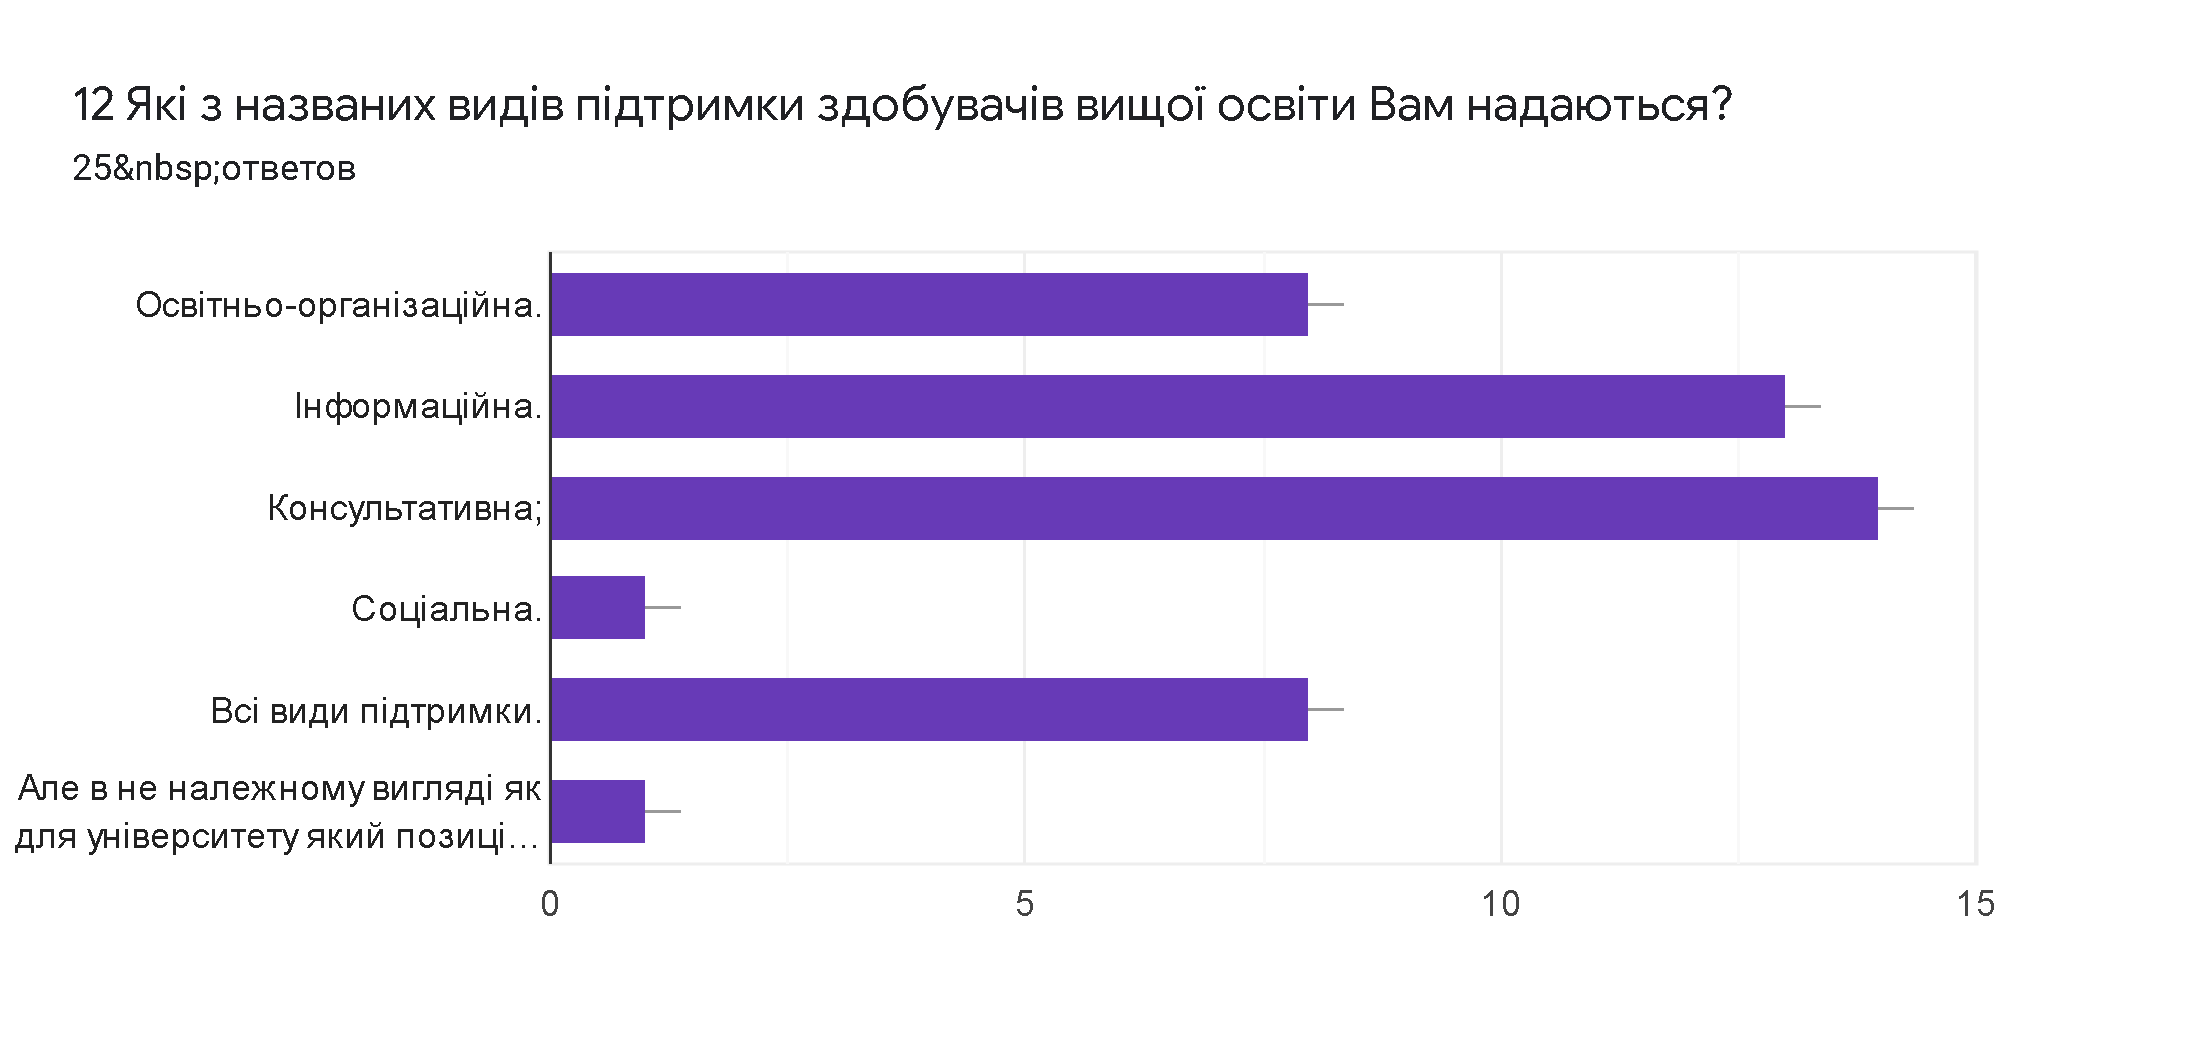 12 Які з названих видів підтримки здобувачів вищої освіти Вам надаються?
25&nbsp;ответов
Освітньо-організаційна.
Інформаційна.
Консультативна;
Соціальна.
Всі види підтримки.
Але в не належному вигляді як
для університету який позиці…
0 5 10 15